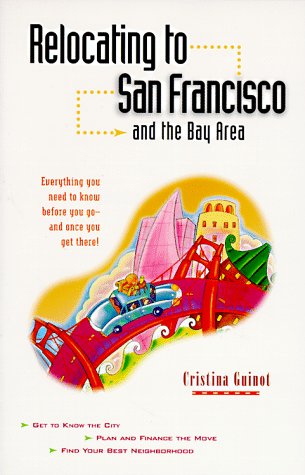 Relocating to
San Francisco
and the Bay Area
Everything you
need to know
before you go—
and once you
get there!
Cristina Guinot
GET TO KNOW THE CITY
PLAN AND FINANCE THE MOVE
FIND YOUR BEST NEIGHBORHOOD